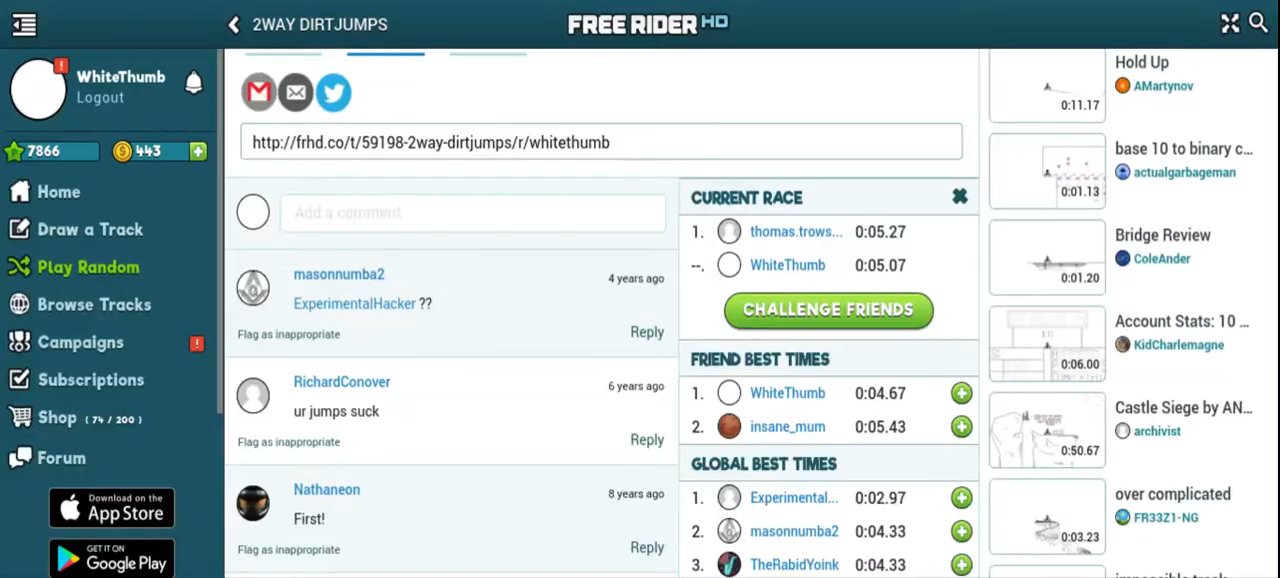 2WAY DIRTJUMPS
FREE RIDER HD
WhiteThumb
Logout
7866
443
Home
Draw a Track
Play Random
Browse Tracks
Campaigns
Subscriptions
Shop ( 74 / 200 )
Forum
Download on the
App Store
GET IT ON
Google Play
http://frhd.co/t/59198-2way-dirtjumps/r/whitethumb
Add a comment
masonnumba2
4 years ago
ExperimentalHacker ??
Flag as inappropriate
Reply
RichardConover
6 years ago
ur jumps suck
Flag as inappropriate
Reply
Nathaneon
8 years ago
First!
Flag as inappropriate
Reply
CURRENT RACE
1. thomas.trows... 0:05.27
--. WhiteThumb 0:05.07
CHALLENGE FRIENDS
FRIEND BEST TIMES
1. WhiteThumb 0:04.67
2. insane_mum 0:05.43
GLOBAL BEST TIMES
1. Experimental... 0:02.97
2. masonnumba2 0:04.33
3. TheRabidYoink 0:04.33
Hold Up
AMartynov
0:11.17
base 10 to binary c...
actualgarbageman
0:01.13
Bridge Review
ColeAnder
0:01.20
Account Stats: 10 ...
KidCharlemagne
0:06.00
Castle Siege by AN...
archivist
0:50.67
over complicated
FR33Z1-NG
0:03.23